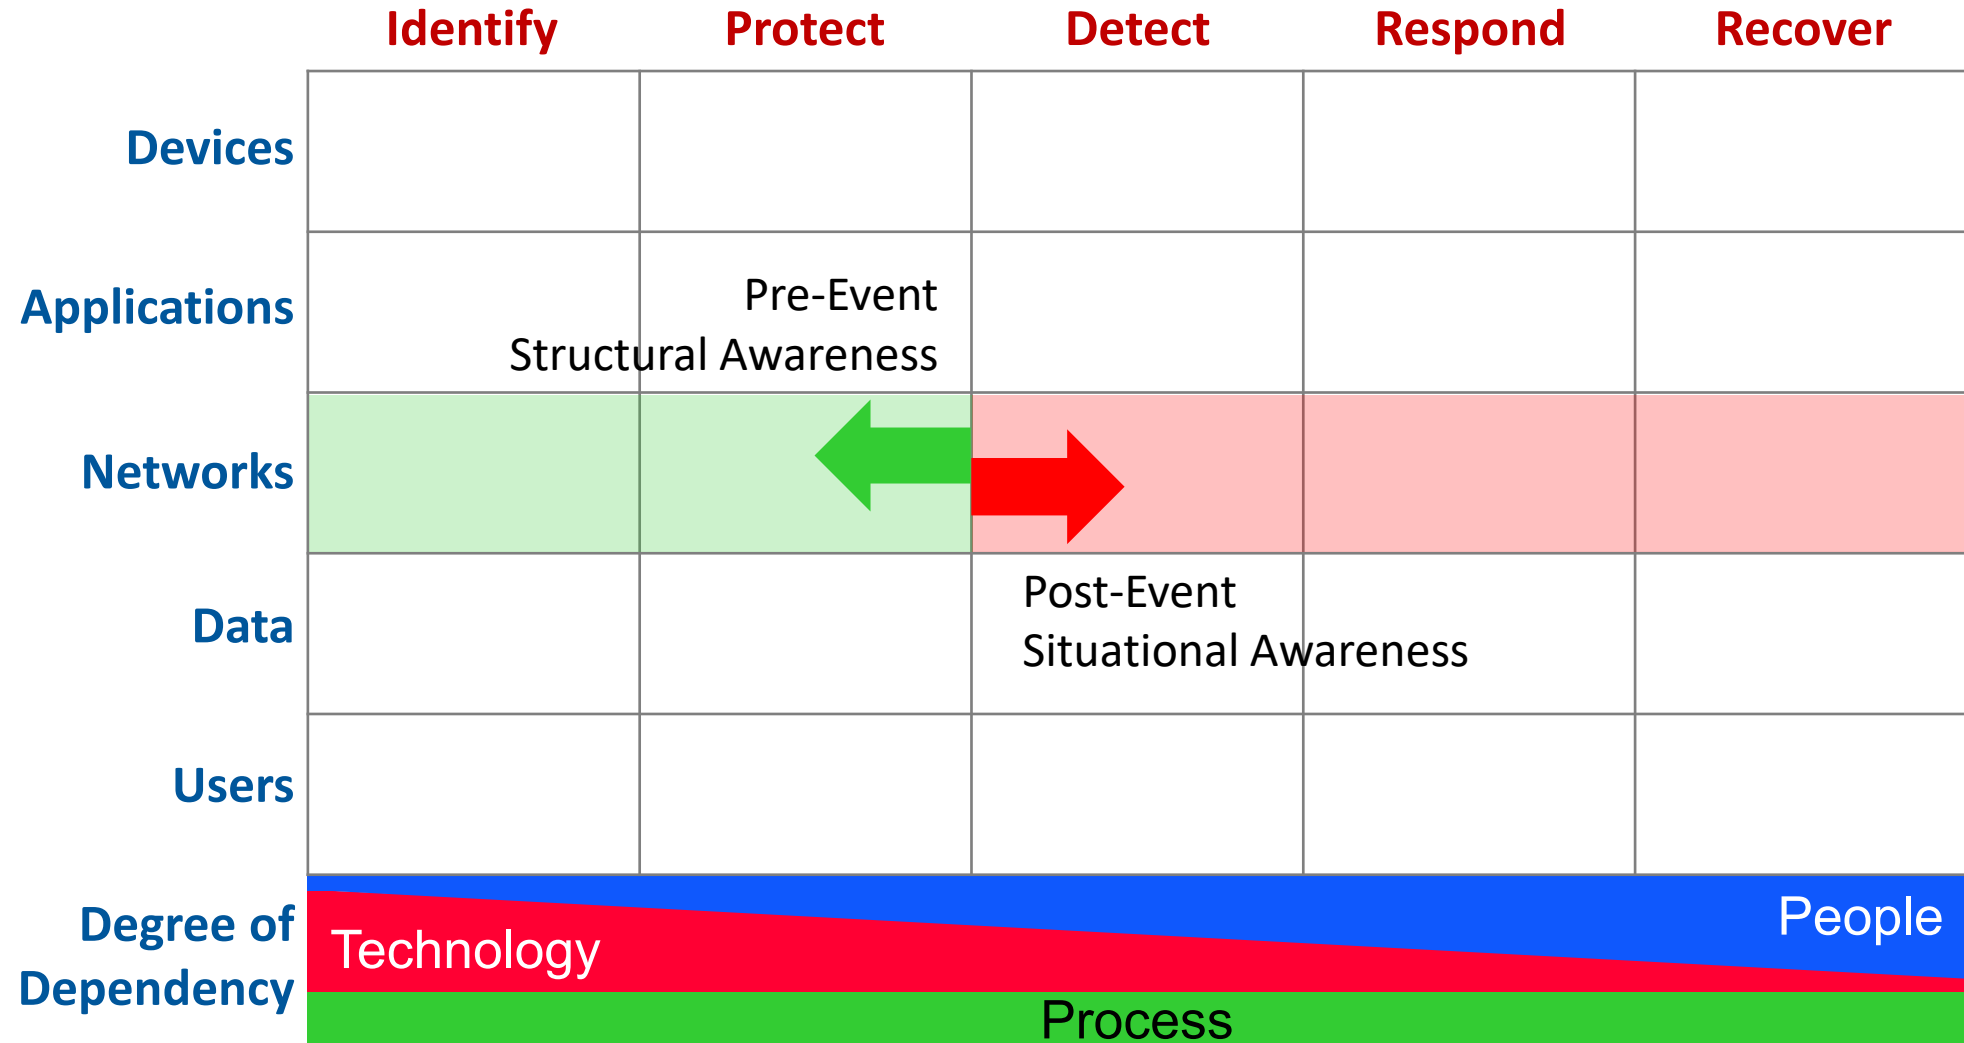 Identify Protect Detect Respond Recover
Devices
Applications
Pre-Event
Structural Awareness
Networks
Post-Event
Situational Awareness
Data
Users
Degree of
Dependency
Technology
People
Process